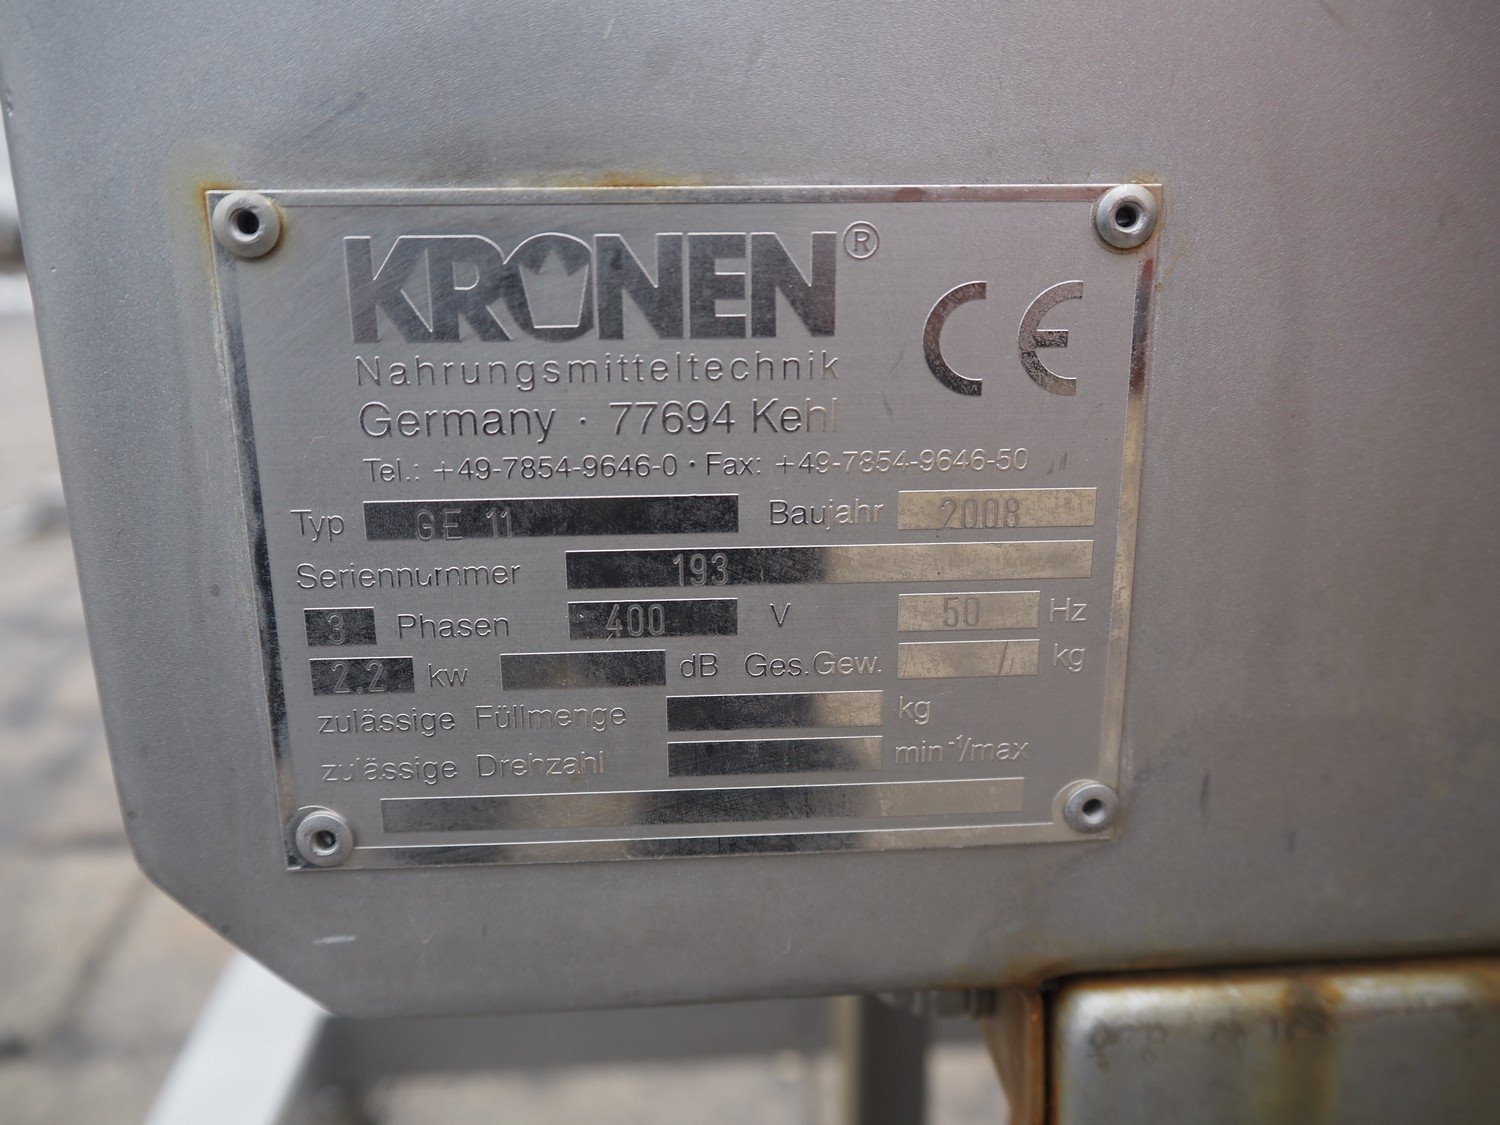 KRONEN®
Nahrungsmitteltechnik
Germany · 77694 Kehl
Tel.: +49-7854-9646-0 · Fax: +49-7854-9646-50
Typ GE 11 Baujahr 2008
Seriennummer 193
3 Phasen 400 V 50 Hz
2.2 kw dB Ges.Gew. / kg
zulässige Füllmenge kg
zulässige Drehzahl min⁻¹/max
CE